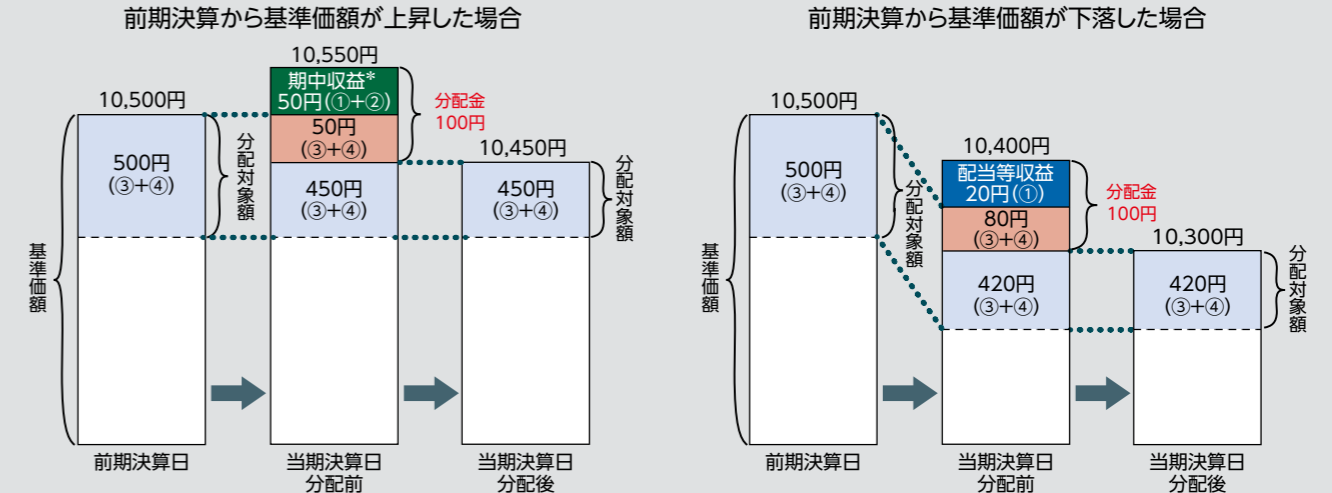 前期決算から基準価額が上昇した場合
10,550円
期中収益*
50円(①+②)
分配金
100円
10,500円
500円
(③+④)
分配対象額
50円
(③+④)
450円
(③+④)
10,450円
450円
(③+④)
分配対象額
基準価額
前期決算日
当期決算日
分配前
当期決算日
分配後
前期決算から基準価額が下落した場合
10,500円
500円
(③+④)
分配対象額
10,400円
配当等収益
20円(①)
分配金
100円
80円
(③+④)
420円
(③+④)
10,300円
420円
(③+④)
分配対象額
基準価額
前期決算日
当期決算日
分配前
当期決算日
分配後